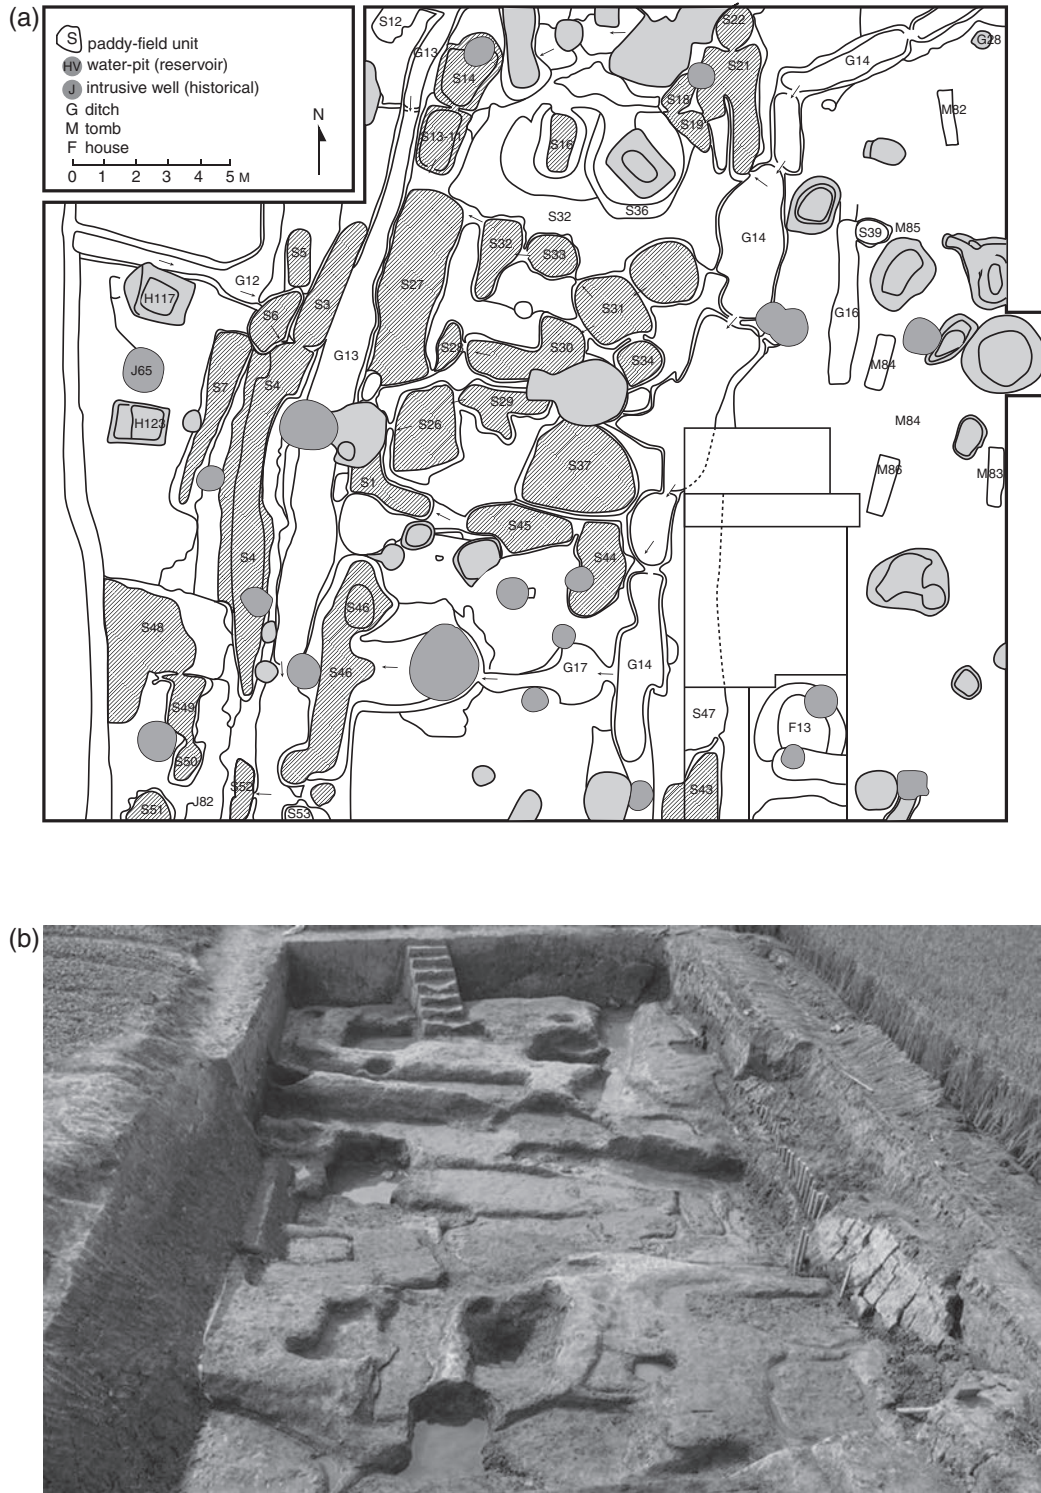 (a)
S paddy-field unit
HV water-pit (reservoir)
J intrusive well (historical)
G ditch
M tomb
F house
N
0 1 2 3 4 5 M
S12
G13
S14
S13-11
S16
S36
S32
S22
S21
S18
S19
G14
G28
M82
S5
G12
H117
S6
S3
S27
S32
S33
S31
G14
S39
M85
G16
J65
S7
S4
G13
S28
S30
S34
M84
H123
S26
S29
M84
S1
S37
M86
M83
S45
S4
S44
S48
S46
S46
G17
G14
S49
S47
F13
S50
S52
S43
S51
J82
S53
(b)